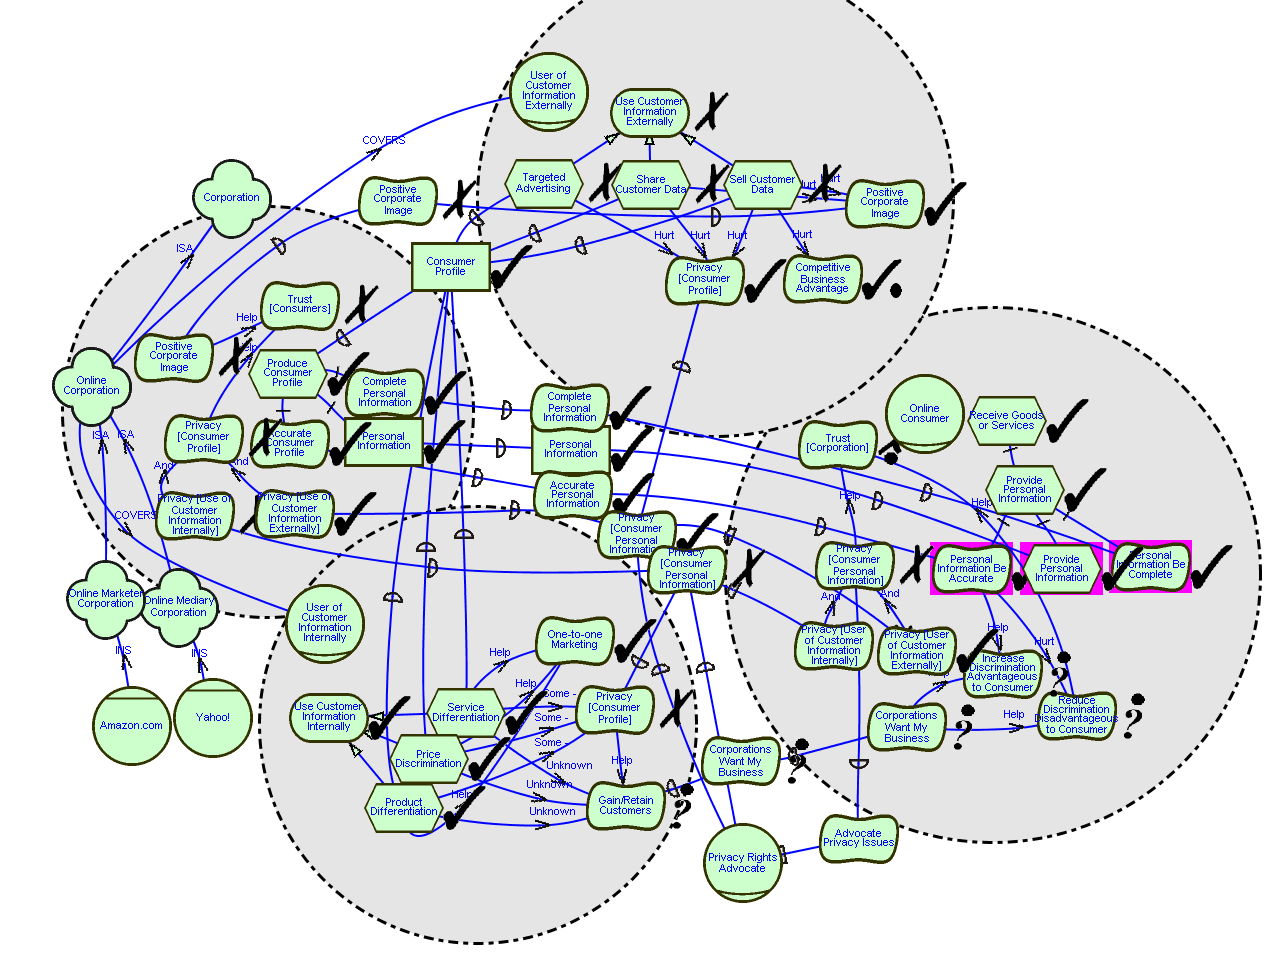 User of
Customer
Information
Externally
Use Customer
Information
Externally
COVERS
Targeted
Advertising
Share
Customer Data
Sell Customer
Data
Hurt
Hurt
Positive
Corporate
Image
Positive
Corporate
Image
Corporation
ISA
Hurt
Hurt
Hurt
Hurt
Consumer
Profile
Privacy
[Consumer
Profile]
Competitive
Business
Advantage
Trust
[Consumers]
Help
Help
Positive
Corporate
Image
Produce
Consumer
Profile
Online
Corporation
Complete
Personal
Information
Complete
Personal
Information
Online
Consumer
Receive Goods
or Services
Privacy
[Consumer
Profile]
Accurate
Consumer
Profile
Personal
Information
Personal
Information
Trust
[Corporation]
ISA
ISA
And
And
Accurate
Personal
Information
Provide
Personal
Information
Help
Help
Privacy [Use of
Customer
Information
Internally]
Privacy [Use of
Customer
Information
Externally]
COVERS
Privacy
[Consumer
Personal
Information]
Privacy
[Consumer
Personal
Information]
Privacy
[Consumer
Personal
Information]
Personal
Information Be
Accurate
Provide
Personal
Information
Personal
Information Be
Complete
Online Marketer
Corporation
Online Mediary
Corporation
And
And
User of
Customer
Information
Internally
One-to-one
Marketing
Privacy [User
of Customer
Information
Internally]
Privacy [User
of Customer
Information
Externally]
Help
Hurt
INS
INS
Help
Help
Increase
Discrimination
Advantageous
to Consumer
Amazon.com
Yahoo!
Use Customer
Information
Internally
Service
Differentiation
Some -
Some -
Some -
Privacy
[Consumer
Profile]
Corporations
Want My
Business
Help
Reduce
Discrimination
Disadvantageous
to Consumer
Price
Discrimination
Unknown
Unknown
Unknown
Help
Corporations
Want My
Business
Product
Differentiation
Help
Gain/Retain
Customers
Advocate
Privacy Issues
Privacy Rights
Advocate